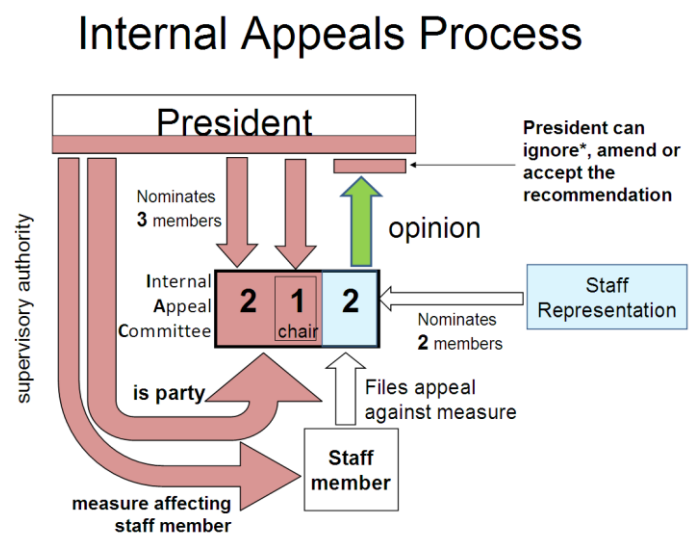 Internal Appeals Process
President
President can
ignore*, amend or
accept the
recommendation
Nominates
3 members
opinion
supervisory authority
Internal
Appeal
Committee
2
1
chair
2
Staff
Representation
Nominates
2 members
is party
Files appeal
against measure
Staff
member
measure affecting
staff member